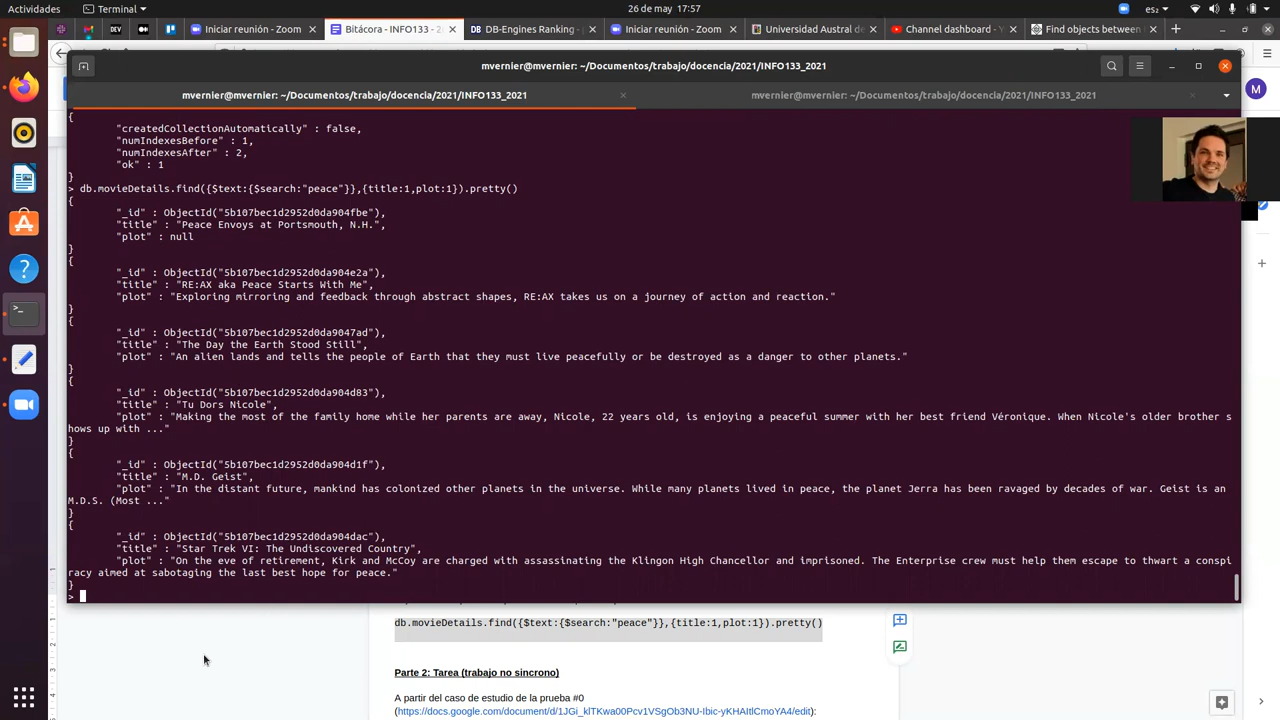 Actividades
Terminal
26 de may 17:57
es₂
DEV
Iniciar reunión - Zoom
Bitácora - INFO133 - 2
DB-Engines Ranking - p
Iniciar reunión - Zoom
Universidad Austral de
Channel dashboard - Y
Find objects between
mvernier@mvernier: ~/Documentos/trabajo/docencia/2021/INFO133_2021
mvernier@mvernier: ~/Documentos/trabajo/docencia/2021/INFO133_2021
mvernier@mvernier: ~/Documentos/trabajo/docencia/2021/INFO133_2021
M
{
"createdCollectionAutomatically" : false,
"numIndexesBefore" : 1,
"numIndexesAfter" : 2,
"ok" : 1
}
> db.movieDetails.find({$text:{$search:"peace"}},{title:1,plot:1}).pretty()
{
"_id" : ObjectId("5b107bec1d2952d0da904fbe"),
"title" : "Peace Envoys at Portsmouth, N.H.",
"plot" : null
}
{
"_id" : ObjectId("5b107bec1d2952d0da904e2a"),
"title" : "RE:AX aka Peace Starts With Me",
"plot" : "Exploring mirroring and feedback through abstract shapes, RE:AX takes us on a journey of action and reaction."
}
{
"_id" : ObjectId("5b107bec1d2952d0da9047ad"),
"title" : "The Day the Earth Stood Still",
"plot" : "An alien lands and tells the people of Earth that they must live peacefully or be destroyed as a danger to other planets."
}
{
"_id" : ObjectId("5b107bec1d2952d0da904d83"),
"title" : "Tu Dors Nicole",
"plot" : "Making the most of the family home while her parents are away, Nicole, 22 years old, is enjoying a peaceful summer with her best friend Véronique. When Nicole's older brother s
hows up with ..."
}
{
"_id" : ObjectId("5b107bec1d2952d0da904d1f"),
"title" : "M.D. Geist",
"plot" : "In the distant future, mankind has colonized other planets in the universe. While many planets lived in peace, the planet Jerra has been ravaged by decades of war. Geist is an
M.D.S. (Most ..."
}
{
"_id" : ObjectId("5b107bec1d2952d0da904dac"),
"title" : "Star Trek VI: The Undiscovered Country",
"plot" : "On the eve of retirement, Kirk and McCoy are charged with assassinating the Klingon High Chancellor and imprisoned. The Enterprise crew must help them escape to thwart a conspi
racy aimed at sabotaging the last best hope for peace."
}
>
db.movieDetails.find({$text:{$search:"peace"}},{title:1,plot:1}).pretty()
Parte 2: Tarea (trabajo no sincrono)
A partir del caso de estudio de la prueba #0
(https://docs.google.com/document/d/1JGi_klTKwa00Pcv1VSgOb3NU-Ibic-yKHAItlCmoYA4/edit):